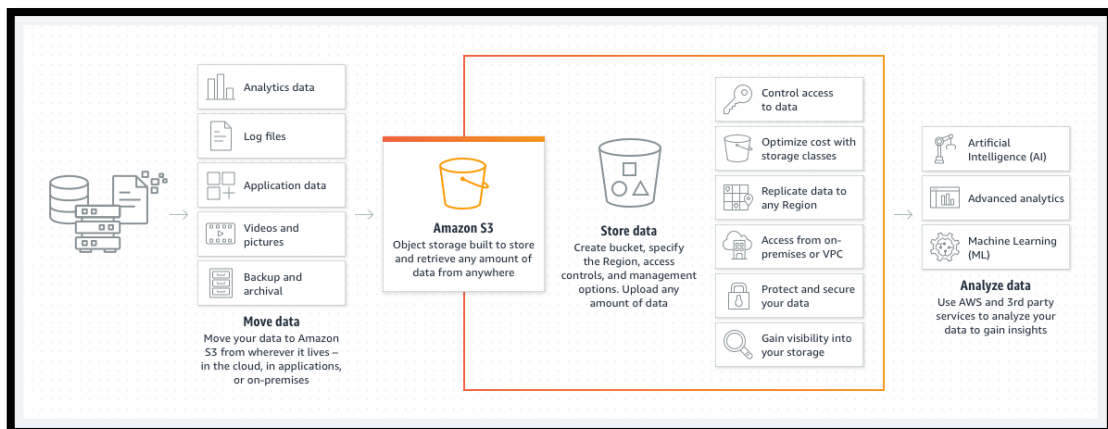 Analytics data
Log files
Application data
Videos and
pictures
Backup and
archival
Move data
Move your data to Amazon
S3 from wherever it lives –
in the cloud, in applications,
or on-premises
Amazon S3
Object storage built to store
and retrieve any amount of
data from anywhere
Store data
Create bucket, specify
the Region, access
controls, and management
options. Upload any
amount of data
Control access
to data
Optimize cost with
storage classes
Replicate data to
any Region
Access from on-
premises or VPC
Protect and secure
your data
Gain visibility into
your storage
Artificial
Intelligence (AI)
Advanced analytics
Machine Learning
(ML)
Analyze data
Use AWS and 3rd party
services to analyze your
data to gain insights